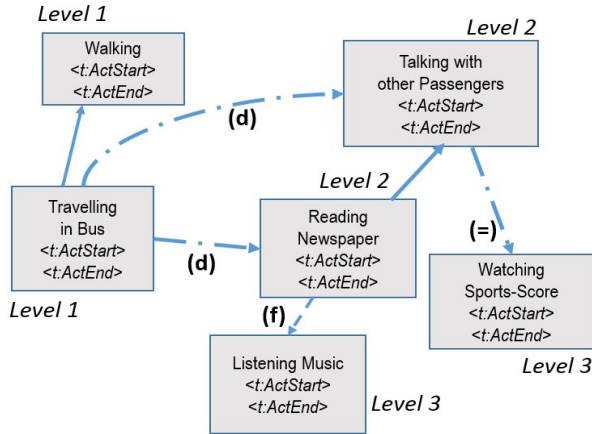 Level 1
Walking
<t:ActStart>
<t:ActEnd>
Level 2
Talking with
other Passengers
<t:ActStart>
<t:ActEnd>
(d)
Travelling
in Bus
<t:ActStart>
<t:ActEnd>
Level 1
(d)
Level 2
Reading
Newspaper
<t:ActStart>
<t:ActEnd>
(=)
Watching
Sports-Score
<t:ActStart>
<t:ActEnd>
Level 3
(f)
Listening Music
<t:ActStart>
<t:ActEnd>
Level 3